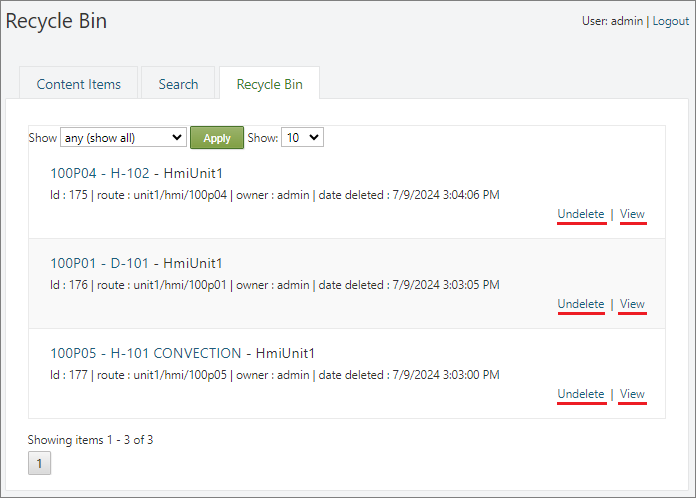 Recycle Bin
User: admin | Logout
Content Items Search Recycle Bin
Show any (show all) Apply Show: 10
100P04 - H-102 - HmiUnit1
Id : 175 | route : unit1/hmi/100p04 | owner : admin | date deleted : 7/9/2024 3:04:06 PM
Undelete | View
100P01 - D-101 - HmiUnit1
Id : 176 | route : unit1/hmi/100p01 | owner : admin | date deleted : 7/9/2024 3:03:05 PM
Undelete | View
100P05 - H-101 CONVECTION - HmiUnit1
Id : 177 | route : unit1/hmi/100p05 | owner : admin | date deleted : 7/9/2024 3:03:00 PM
Undelete | View
Showing items 1 - 3 of 3
1